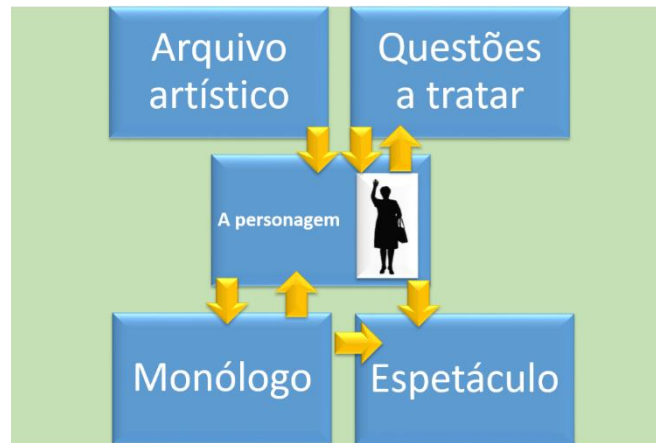 Arquivo
artístico
Questões
a tratar
A personagem
Monólogo
Espetáculo